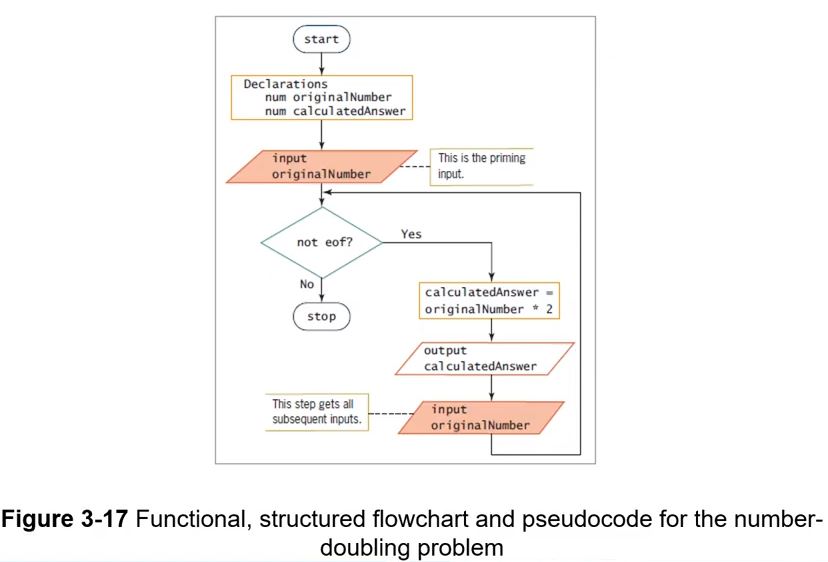 start
Declarations
num originalNumber
num calculatedAnswer
input
originalNumber
This is the priming
input.
not eof?
Yes
No
stop
calculatedAnswer =
originalNumber * 2
output
calculatedAnswer
This step gets all
subsequent inputs.
input
originalNumber
Figure 3-17 Functional, structured flowchart and pseudocode for the number-
doubling problem